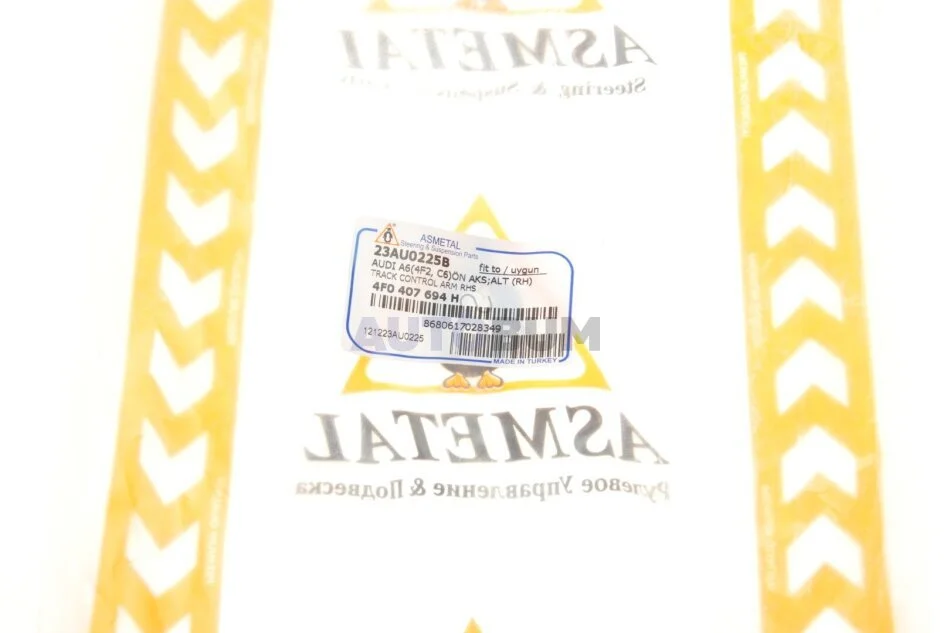 ASMETAL
Steering & Suspension Parts
ASMETAL
Steering & Suspension Parts
23AU0225B
fit to / uygun
AUDI A6(4F2, C6)ÖN AKS;ALT (RH)
TRACK CONTROL ARM RHS
4F0 407 694 H
8680617028349
121223AU0225
MADE IN TURKEY
AUTODUM
ASMETAL
Рулевое Управление & Подвеска